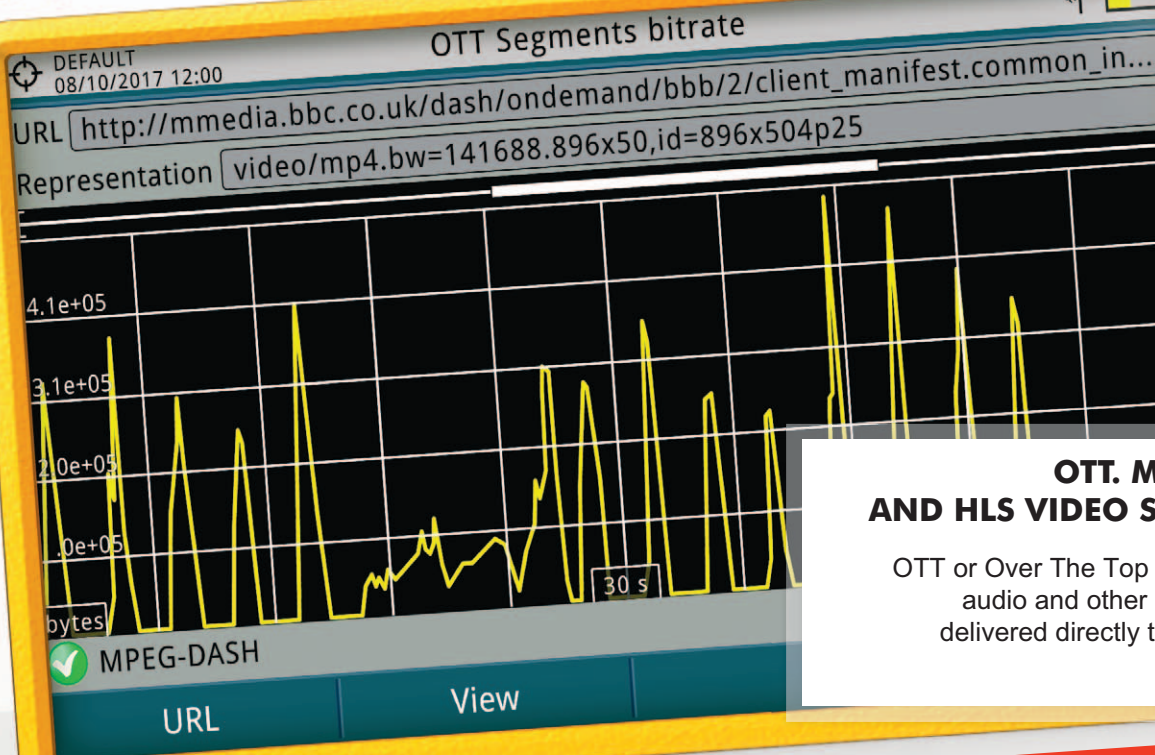 DEFAULT
08/10/2017 12:00
OTT Segments bitrate
URL http://mmedia.bbc.co.uk/dash/ondemand/bbb/2/client_manifest.common_in...
Representation video/mp4.bw=141688.896x50,id=896x504p25
4.1e+05
3.1e+05
2.0e+05
.0e+05
bytes
30 s
MPEG-DASH
URL
View
OTT. M
AND HLS VIDEO S
OTT or Over The Top
audio and other
delivered directly t